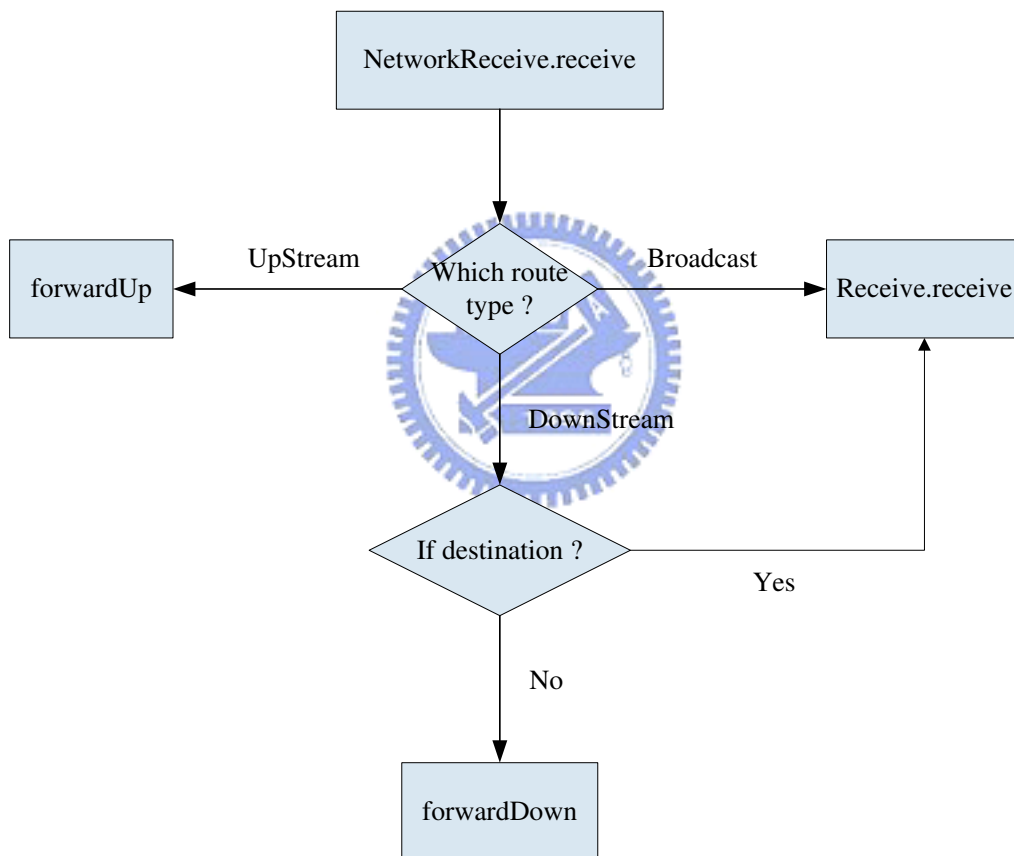 NetworkReceive.receive
UpStream
Which route
type ?
Broadcast
forwardUp
Receive.receive
DownStream
If destination ?
Yes
No
forwardDown